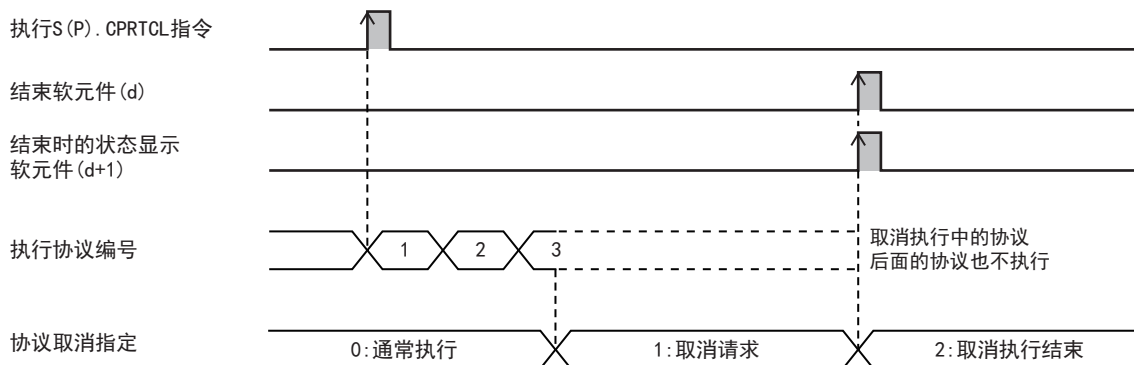 执行S(P).CPRTCL指令
结束软元件(d)
结束时的状态显示
软元件(d+1)
执行协议编号
1
2
3
取消执行中的协议
后面的协议也不执行
协议取消指定
0:通常执行
1:取消请求
2:取消执行结束